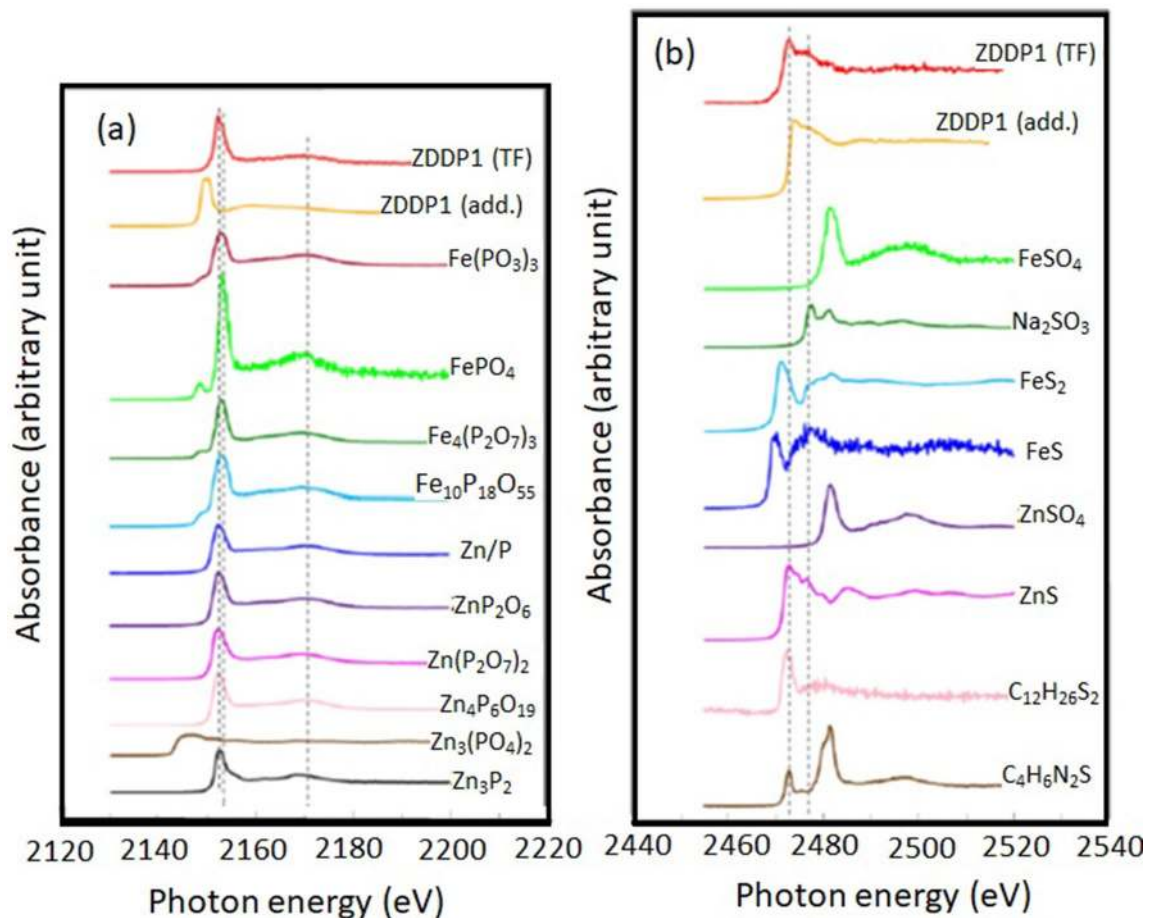 (a)
ZDDP1 (TF)
ZDDP1 (add.)
Fe(PO₃)₃
FePO₄
Fe₄(P₂O₇)₃
Fe₁₀P₁₈O₅₅
Zn/P
ZnP₂O₆
Zn(P₂O₇)₂
Zn₄P₆O₁₉
Zn₃(PO₄)₂
Zn₃P₂
Absorbance (arbitrary unit)
2120 2140 2160 2180 2200 2220
Photon energy (eV)
(b)
ZDDP1 (TF)
ZDDP1 (add.)
FeSO₄
Na₂SO₃
FeS₂
FeS
ZnSO₄
ZnS
C₁₂H₂₆S₂
C₄H₆N₂S
Absorbance (arbitrary unit)
2440 2460 2480 2500 2520 2540
Photon energy (eV)